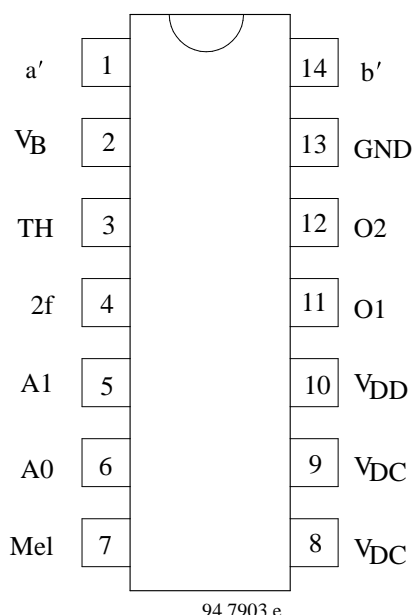 a′ 1 14 b′
VB 2 13 GND
TH 3 12 O2
2f 4 11 O1
A1 5 10 VDD
A0 6 9 VDC
Mel 7 8 VDC
94 7903 e